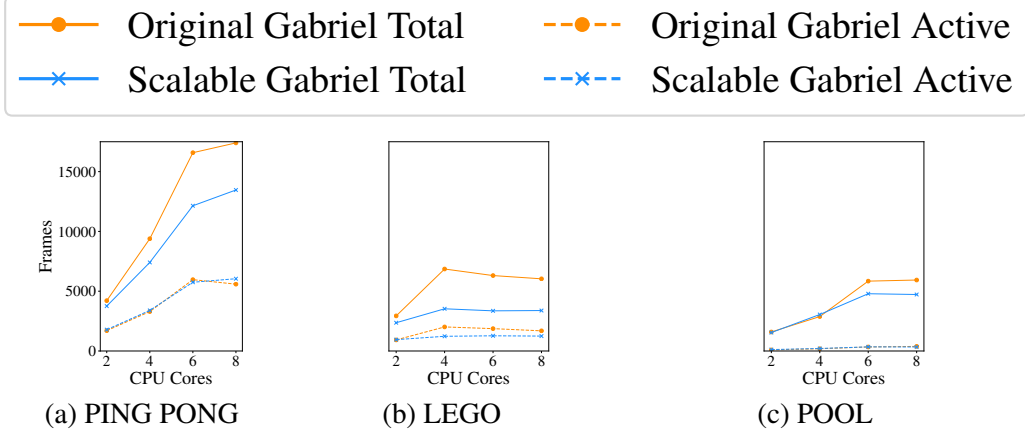 Original Gabriel Total
Original Gabriel Active
Scalable Gabriel Total
Scalable Gabriel Active
Frames
15000
10000
5000
0
2 4 6 8
CPU Cores
2 4 6 8
CPU Cores
2 4 6 8
CPU Cores
(a) PING PONG
(b) LEGO
(c) POOL